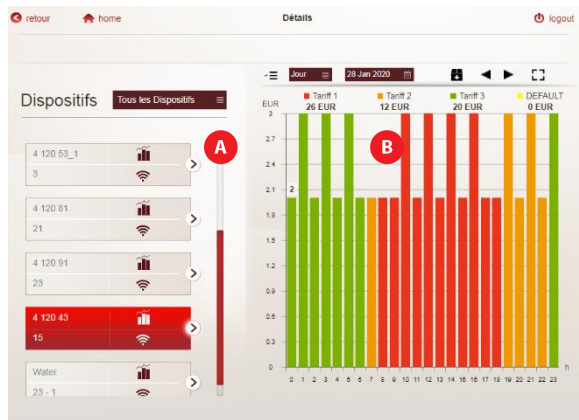 retour home Détails logout
Jour 28 Jan 2020
Dispositifs Tous les Dispositifs
A
B
4 120 53_1
3
4 120 81
21
4 120 91
23
4 120 43
15
Water
23 - 1
Tariff 1 Tariff 2 Tariff 3 DEFAULT
EUR 26 EUR 12 EUR 20 EUR 0 EUR
3
2.7
2.4
2.1
2
1.8
1.5
1.2
0.9
0.6
0.3
0
h
0 1 2 3 4 5 6 7 8 9 10 11 12 13 14 15 16 17 18 19 20 21 22 23